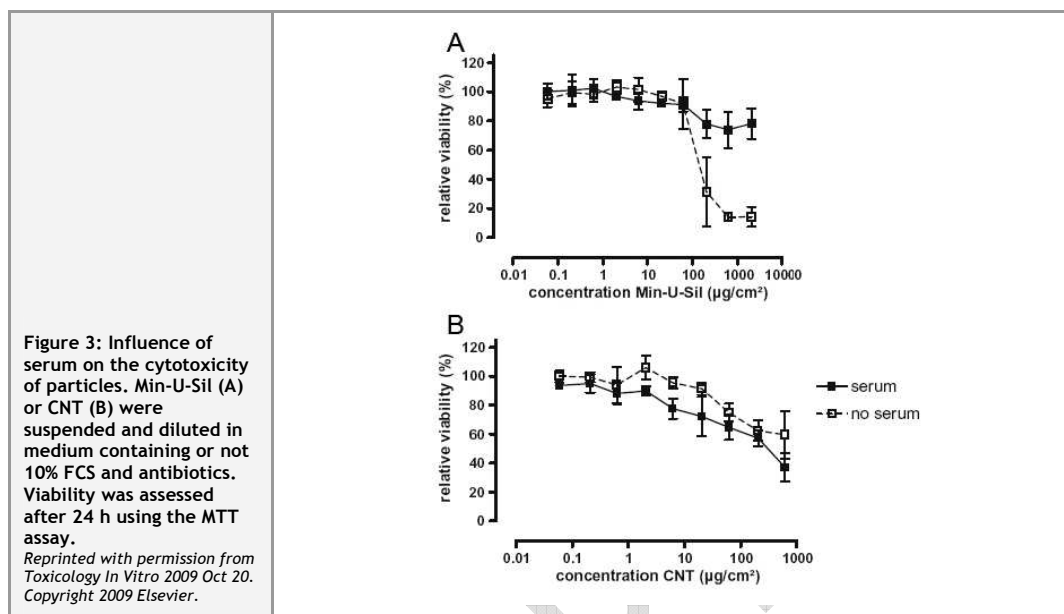 Figure 3: Influence of
serum on the cytotoxicity
of particles. Min-U-Sil (A)
or CNT (B) were
suspended and diluted in
medium containing or not
10% FCS and antibiotics.
Viability was assessed
after 24 h using the MTT
assay.
Reprinted with permission from
Toxicology In Vitro 2009 Oct 20.
Copyright 2009 Elsevier.
A
relative viability (%)
120
100
80
60
40
20
0
0.01 0.1 1 10 100 1000 10000
concentration Min-U-Sil (µg/cm²)
B
relative viability (%)
120
100
80
60
40
20
0
0.01 0.1 1 10 100 1000
concentration CNT (µg/cm²)
serum
no serum